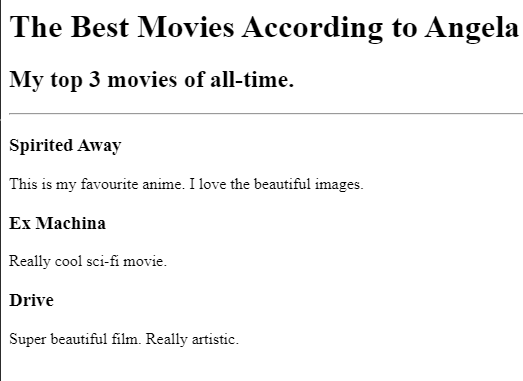 The Best Movies According to Angela
My top 3 movies of all-time.
Spirited Away
This is my favourite anime. I love the beautiful images.
Ex Machina
Really cool sci-fi movie.
Drive
Super beautiful film. Really artistic.